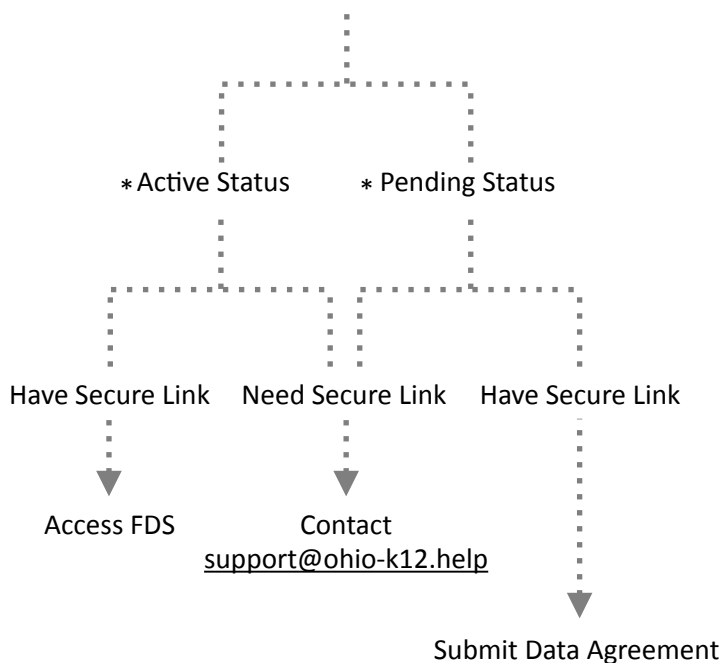 * Active Status
* Pending Status
Have Secure Link
Need Secure Link
Have Secure Link
Access FDS
Contact
support@ohio-k12.help
Submit Data Agreement